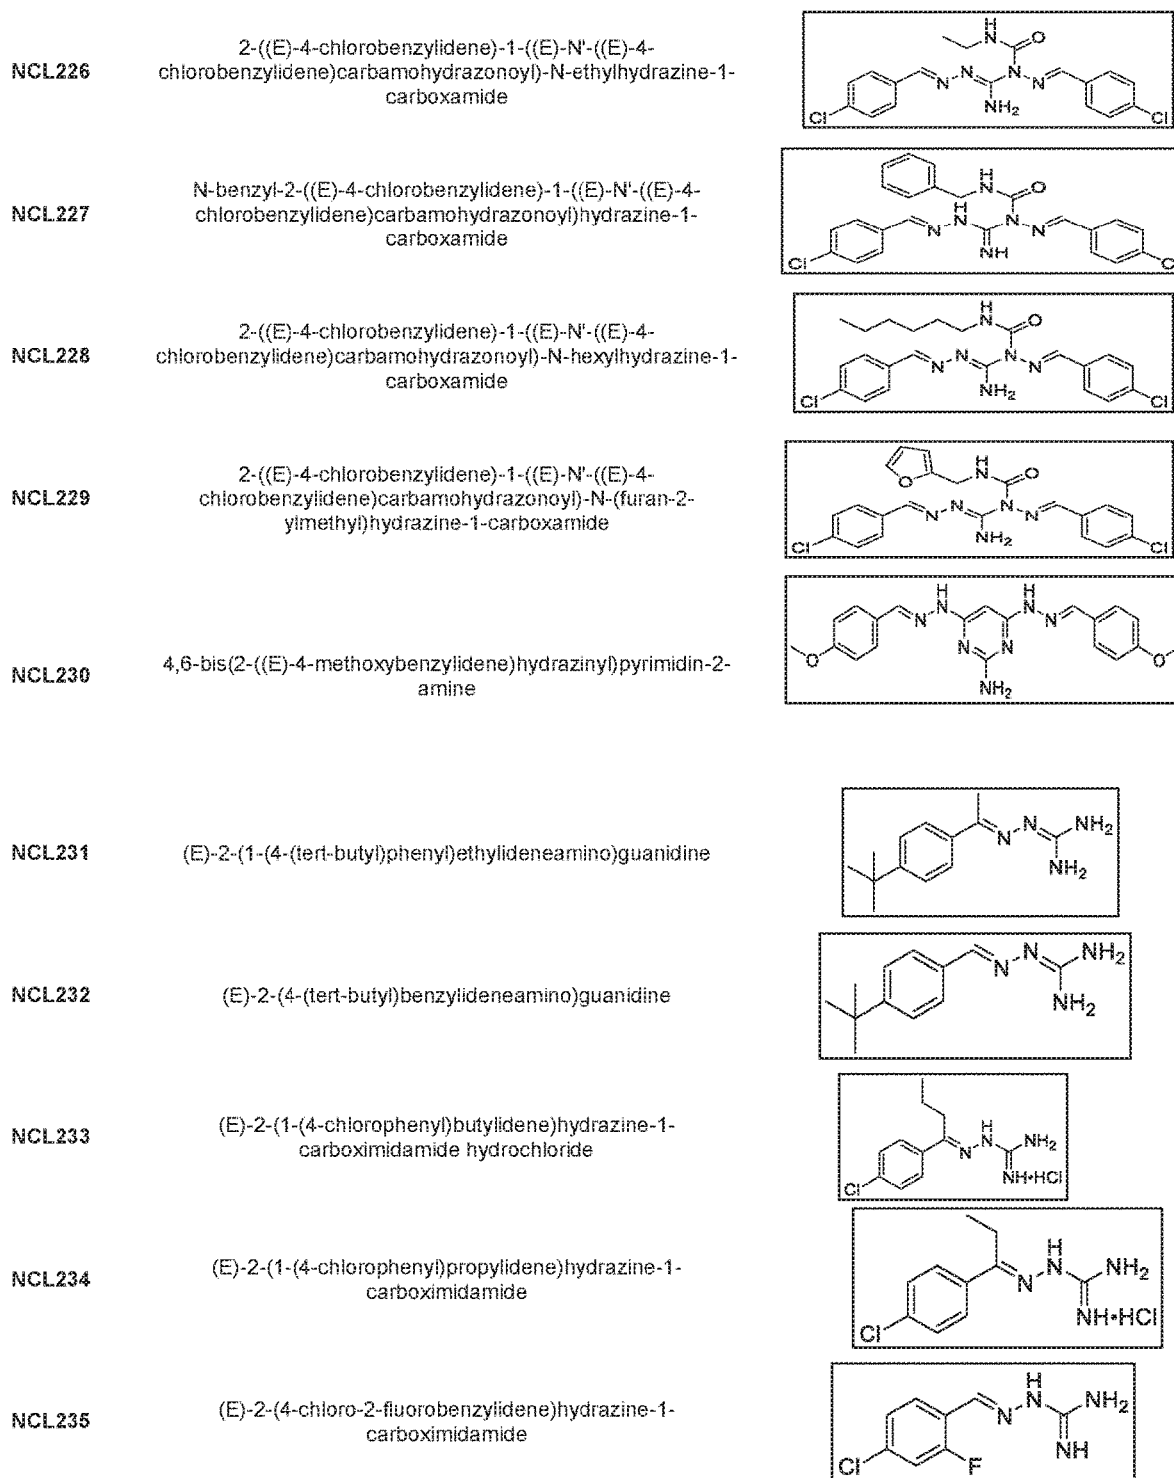 NCL226
2-((E)-4-chlorobenzylidene)-1-((E)-N'-((E)-4-
chlorobenzylidene)carbamohydrazonoyl)-N-ethylhydrazine-1-
carboxamide
H
N
O
N
N
N
N
NH2
Cl
Cl
NCL227
N-benzyl-2-((E)-4-chlorobenzylidene)-1-((E)-N'-((E)-4-
chlorobenzylidene)carbamohydrazonoyl)hydrazine-1-
carboxamide
NH
O
H
N
N
N
N
NH
Cl
C
NCL228
2-((E)-4-chlorobenzylidene)-1-((E)-N'-((E)-4-
chlorobenzylidene)carbamohydrazonoyl)-N-hexylhydrazine-1-
carboxamide
NH
O
N
N
N
N
NH2
Cl
Cl
NCL229
2-((E)-4-chlorobenzylidene)-1-((E)-N'-((E)-4-
chlorobenzylidene)carbamohydrazonoyl)-N-(furan-2-
ylmethyl)hydrazine-1-carboxamide
O
NH
O
N
N
N
N
NH2
Cl
Cl
NCL230
4,6-bis(2-((E)-4-methoxybenzylidene)hydrazinyl)pyrimidin-2-
amine
H
H
N
N
N
N
N
N
O
O
NH2
NCL231
(E)-2-(1-(4-(tert-butyl)phenyl)ethylideneamino)guanidine
N
N
NH2
NH2
NCL232
(E)-2-(4-(tert-butyl)benzylideneamino)guanidine
N
N
NH2
NH2
NCL233
(E)-2-(1-(4-chlorophenyl)butylidene)hydrazine-1-
carboximidamide hydrochloride
H
N
N
NH2
NH•HCl
Cl
NCL234
(E)-2-(1-(4-chlorophenyl)propylidene)hydrazine-1-
carboximidamide
H
N
N
NH2
NH•HCl
Cl
NCL235
(E)-2-(4-chloro-2-fluorobenzylidene)hydrazine-1-
carboximidamide
H
N
N
NH2
NH
Cl
F